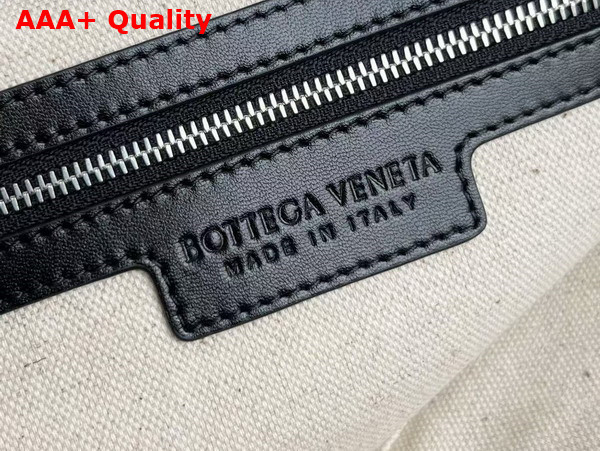 AAA+ Quality
BOTTEGA VENETA
MADE IN ITALY